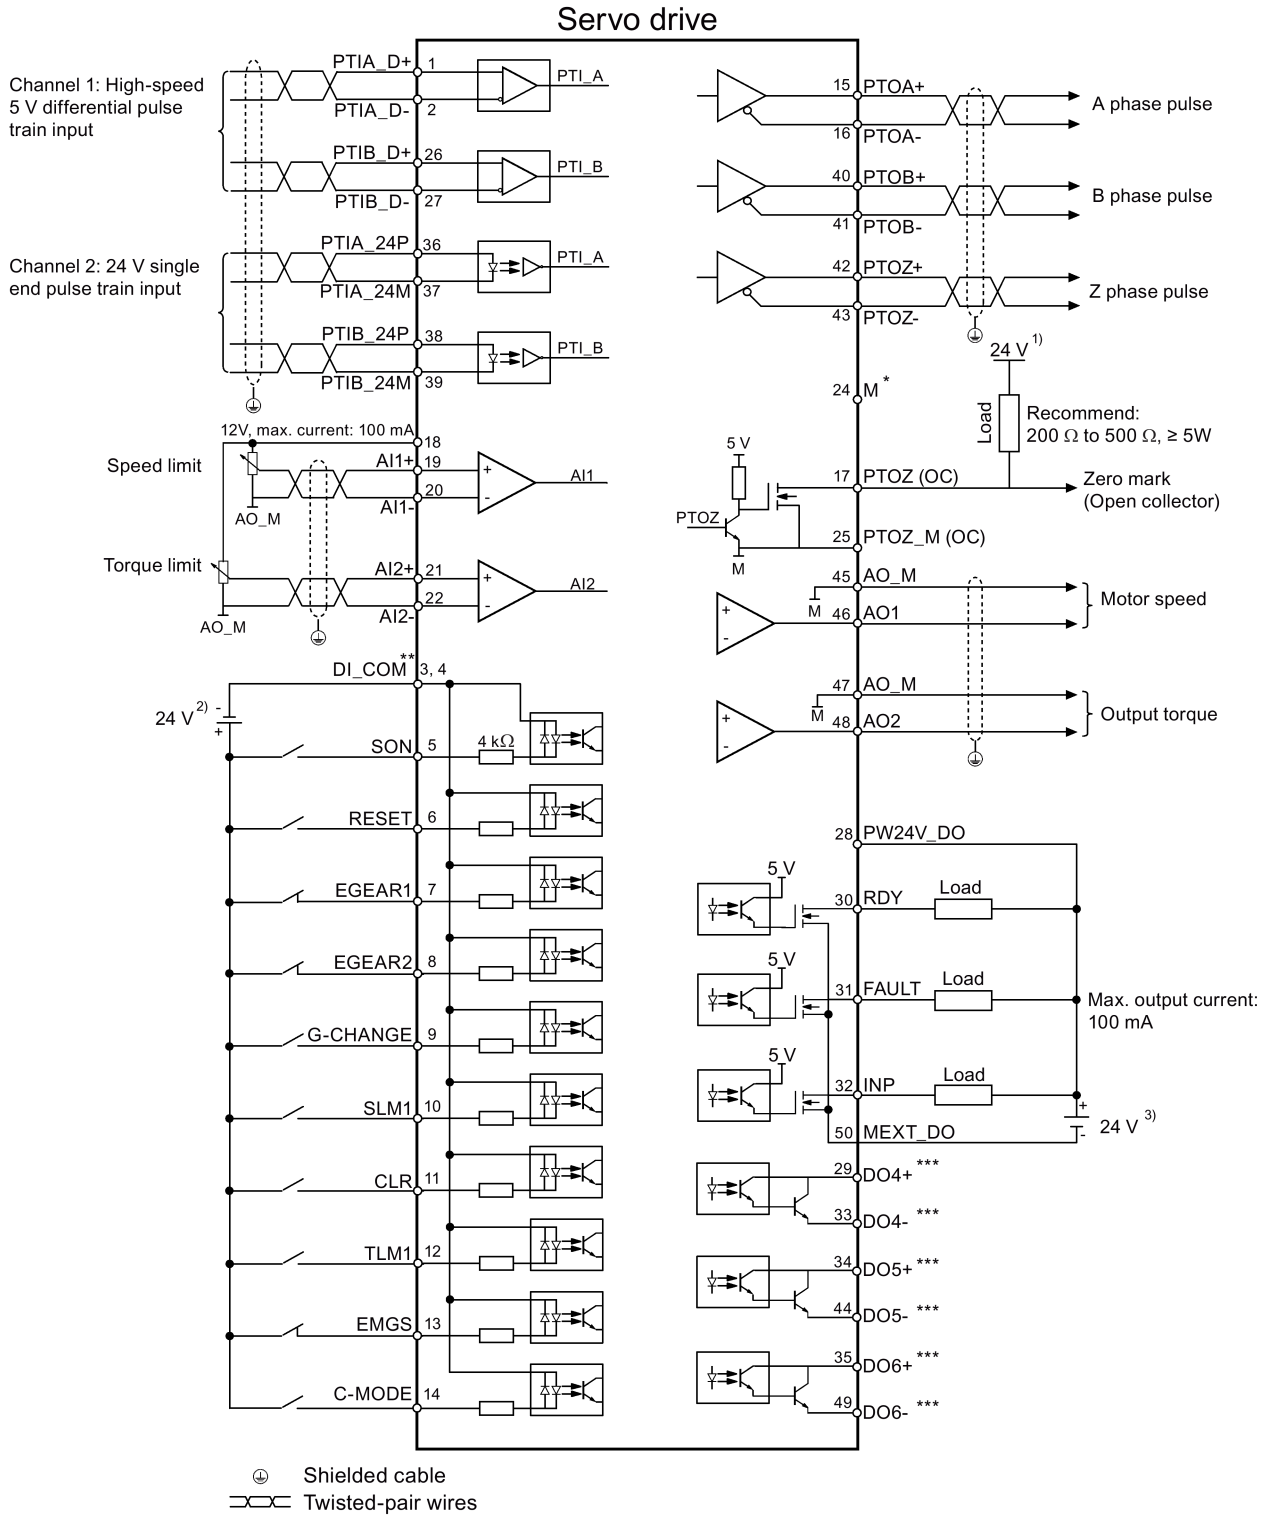 Servo drive
Channel 1: High-speed
5 V differential pulse
train input
PTIA_D+ 1
PTIA_D- 2
PTI_A
PTIB_D+ 26
PTIB_D- 27
PTI_B
Channel 2: 24 V single
end pulse train input
PTIA_24P 36
PTIA_24M 37
PTI_A
PTIB_24P 38
PTIB_24M 39
PTI_B
12V, max. current: 100 mA 18
Speed limit
AI1+ 19
+
AI1
20
-
AI1-
AO_M
Torque limit
AI2+ 21
+
AI2
22
-
AI2-
AO_M
DI_COM** 3, 4
24 V 2)
-
+
SON 5
4 kΩ
RESET 6
EGEAR1 7
EGEAR2 8
G-CHANGE 9
SLM1 10
CLR 11
TLM1 12
EMGS 13
C-MODE 14
15 PTOA+
16 PTOA-
A phase pulse
40 PTOB+
41 PTOB-
B phase pulse
42 PTOZ+
43 PTOZ-
Z phase pulse
24 V 1)
24 M *
Load
Recommend:
200 Ω to 500 Ω, ≥ 5W
5 V
17 PTOZ (OC)
Zero mark
(Open collector)
PTOZ
25 PTOZ_M (OC)
M
45 AO_M
M
46 AO1
+
-
Motor speed
47 AO_M
M
48 AO2
+
-
Output torque
28 PW24V_DO
5 V
30 RDY
Load
5 V
31 FAULT
Load
Max. output current:
100 mA
5 V
32 INP
Load
+
24 V 3)
-
50 MEXT_DO
29 DO4+ ***
33 DO4- ***
34 DO5+ ***
44 DO5- ***
35 DO6+ ***
49 DO6- ***
Shielded cable
Twisted-pair wires